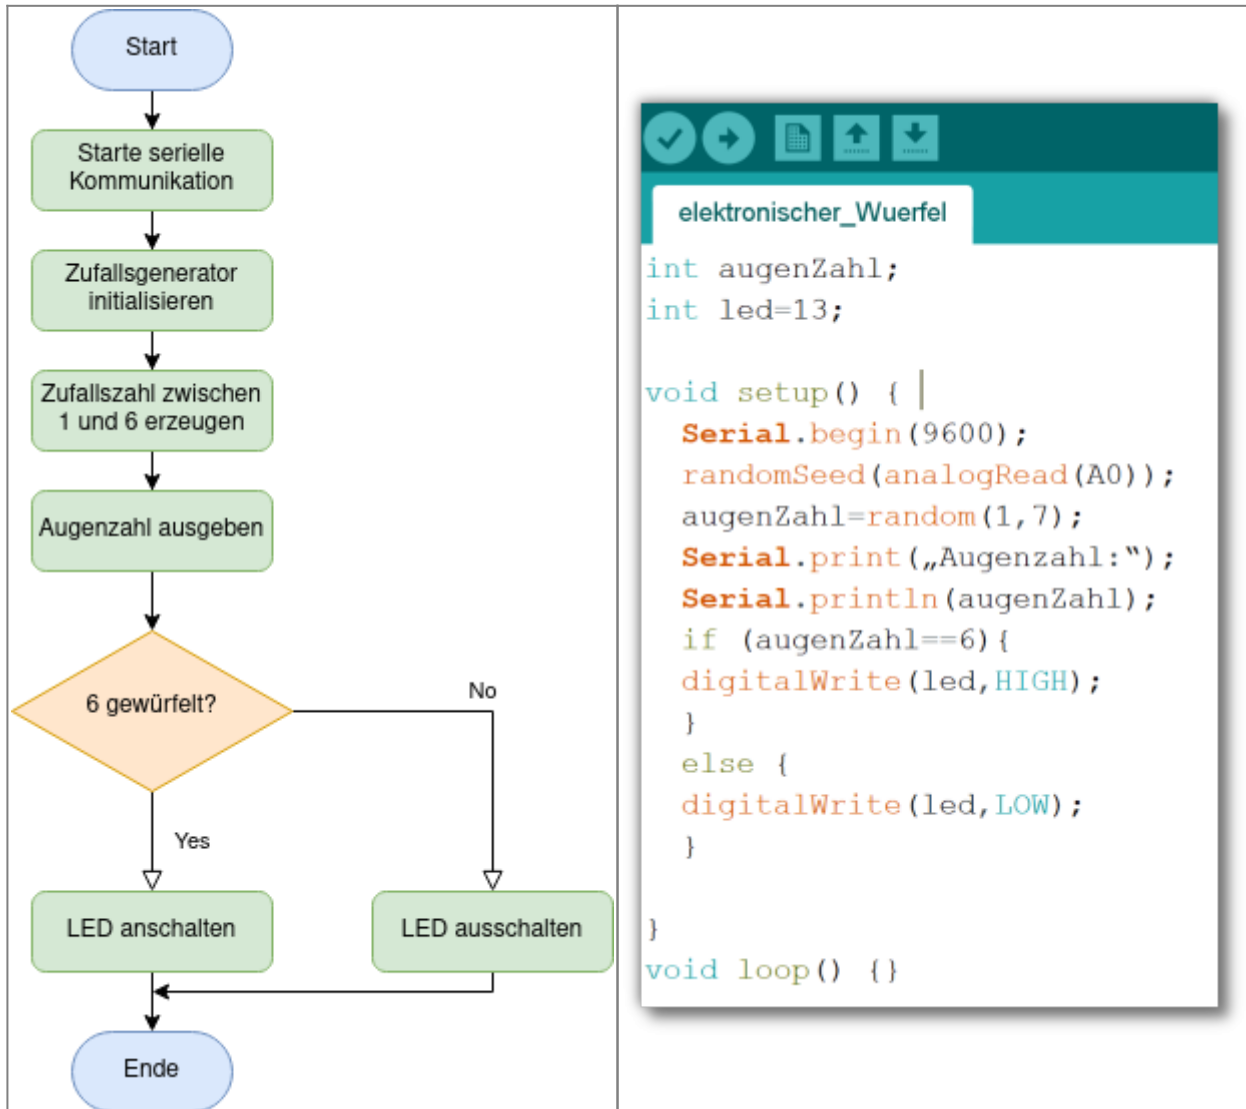 Start
Starte serielle
Kommunikation
Zufallsgenerator
initialisieren
Zufallszahl zwischen
1 und 6 erzeugen
Augenzahl ausgeben
6 gewürfelt?
No
Yes
LED anschalten
LED ausschalten
Ende
elektronischer_Wuerfel
int augenZahl;
int led=13;
void setup() {
Serial.begin(9600);
randomSeed(analogRead(A0));
augenZahl=random(1,7);
Serial.print(„Augenzahl:“);
Serial.println(augenZahl);
if (augenZahl==6){
digitalWrite(led,HIGH);
}
else {
digitalWrite(led,LOW);
}
}
void loop() {}